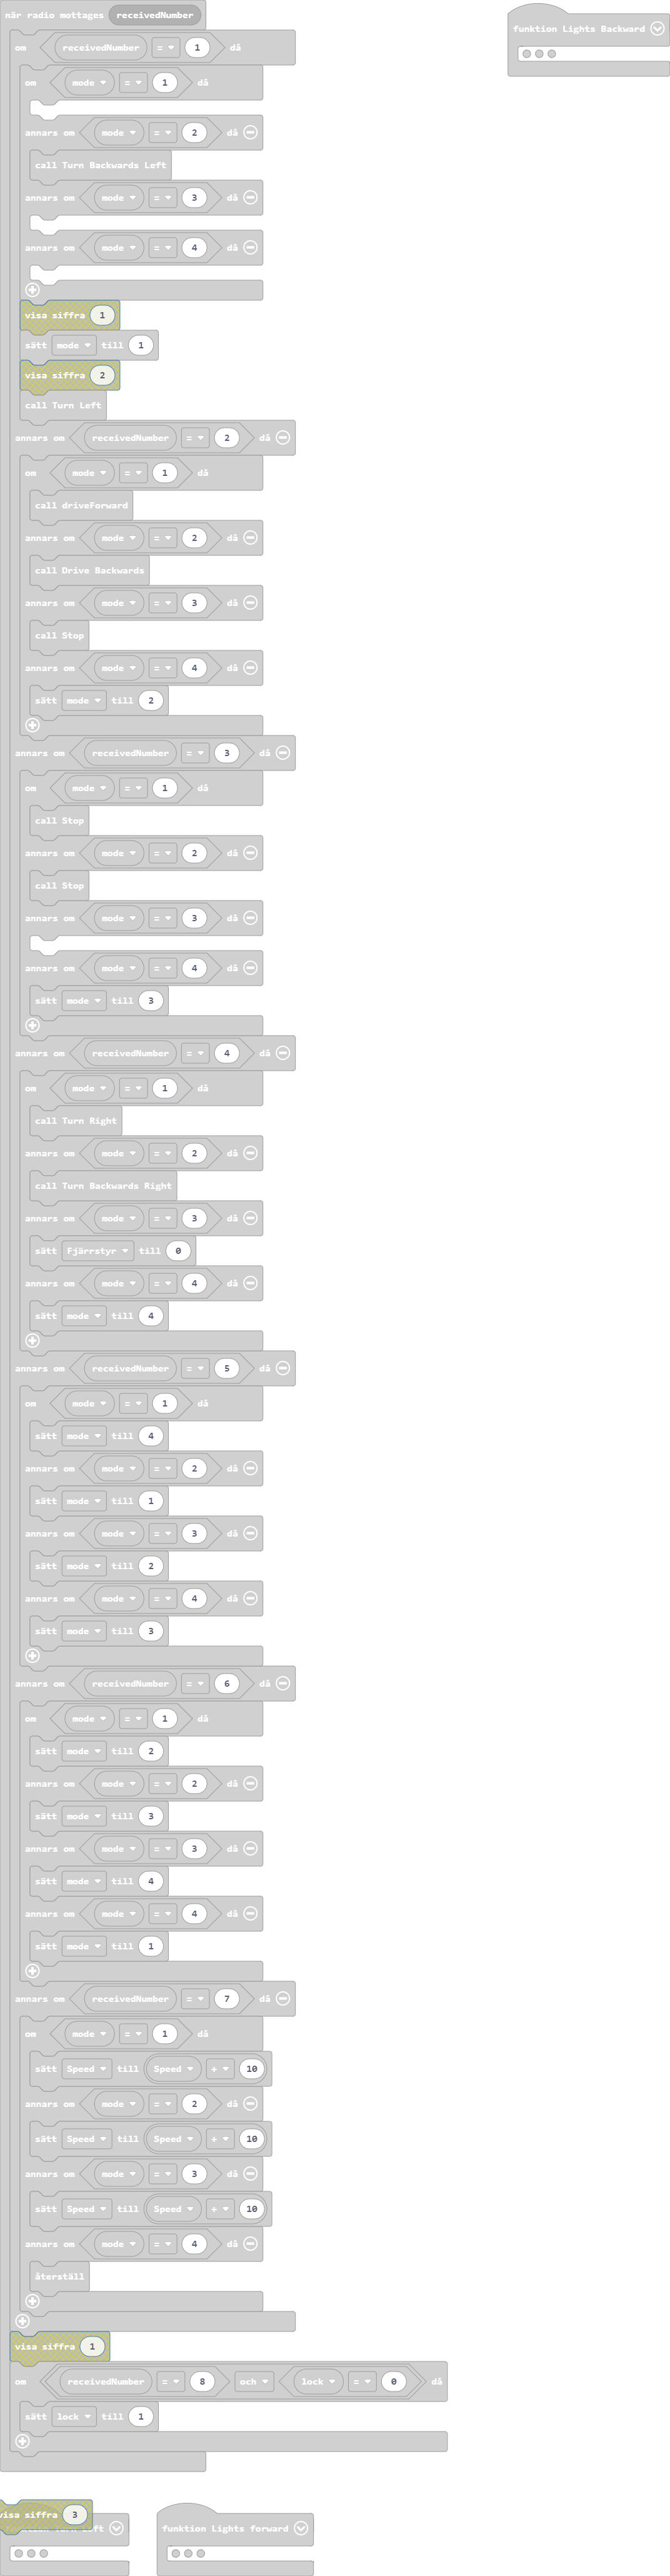 när radio mottages receivedNumber
funktion Lights Backward
om receivedNumber = 1 då
om mode = 1 då
annars om mode = 2 då
call Turn Backwards Left
annars om mode = 3 då
annars om mode = 4 då
visa siffra 1
sätt mode till 1
visa siffra 2
call Turn Left
annars om receivedNumber = 2 då
om mode = 1 då
call driveForward
annars om mode = 2 då
call Drive Backwards
annars om mode = 3 då
call Stop
annars om mode = 4 då
sätt mode till 2
annars om receivedNumber = 3 då
om mode = 1 då
call Stop
annars om mode = 2 då
call Stop
annars om mode = 3 då
annars om mode = 4 då
sätt mode till 3
annars om receivedNumber = 4 då
om mode = 1 då
call Turn Right
annars om mode = 2 då
call Turn Backwards Right
annars om mode = 3 då
sätt Fjärrstyr till 0
annars om mode = 4 då
sätt mode till 4
annars om receivedNumber = 5 då
om mode = 1 då
sätt mode till 4
annars om mode = 2 då
sätt mode till 1
annars om mode = 3 då
sätt mode till 2
annars om mode = 4 då
sätt mode till 3
annars om receivedNumber = 6 då
om mode = 1 då
sätt mode till 2
annars om mode = 2 då
sätt mode till 3
annars om mode = 3 då
sätt mode till 4
annars om mode = 4 då
sätt mode till 1
annars om receivedNumber = 7 då
om mode = 1 då
sätt Speed till Speed + 10
annars om mode = 2 då
sätt Speed till Speed + 10
annars om mode = 3 då
sätt Speed till Speed + 10
annars om mode = 4 då
återställ
visa siffra 1
om receivedNumber = 8 och lock = 0 då
sätt lock till 1
visa siffra 3
funktion Lights forward